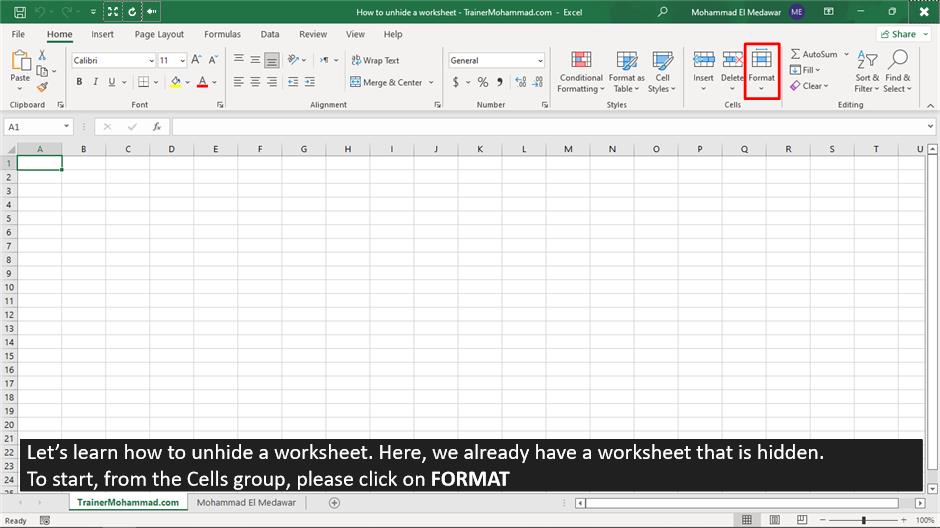 How to unhide a worksheet - TrainerMohammad.com - Excel
Mohammad El Medawar ME
File Home Insert Page Layout Formulas Data Review View Help
Share
Paste
Calibri 11
B I U A
A A
ab Wrap Text
Merge & Center
General
$ % 9 .00
Conditional Formatting
Format as Table
Cell Styles
Insert
Delete
Format
AutoSum
Fill
Clear
Sort & Filter
Find & Select
Clipboard Font Alignment Number Styles Cells Editing
A1 fx
A B C D E F G H I J K L M N O P Q R S T U
1
2
3
4
5
6
7
8
9
10
11
12
13
14
15
16
17
18
19
20
21
22
23
24
25
Let's learn how to unhide a worksheet. Here, we already have a worksheet that is hidden.
To start, from the Cells group, please click on FORMAT
TrainerMohammad.com Mohammad El Medawar
Ready 100%